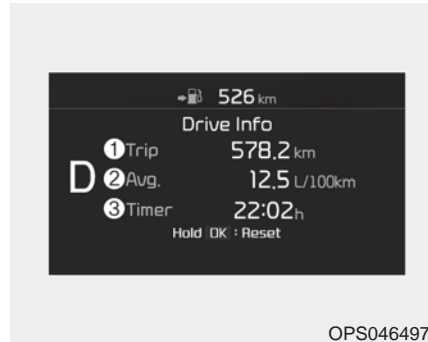 526 km
Drive Info
1 Trip 578.2 km
D 2 Avg. 12.5 L/100km
3 Timer 22:02h
Hold OK : Reset
OPS046497